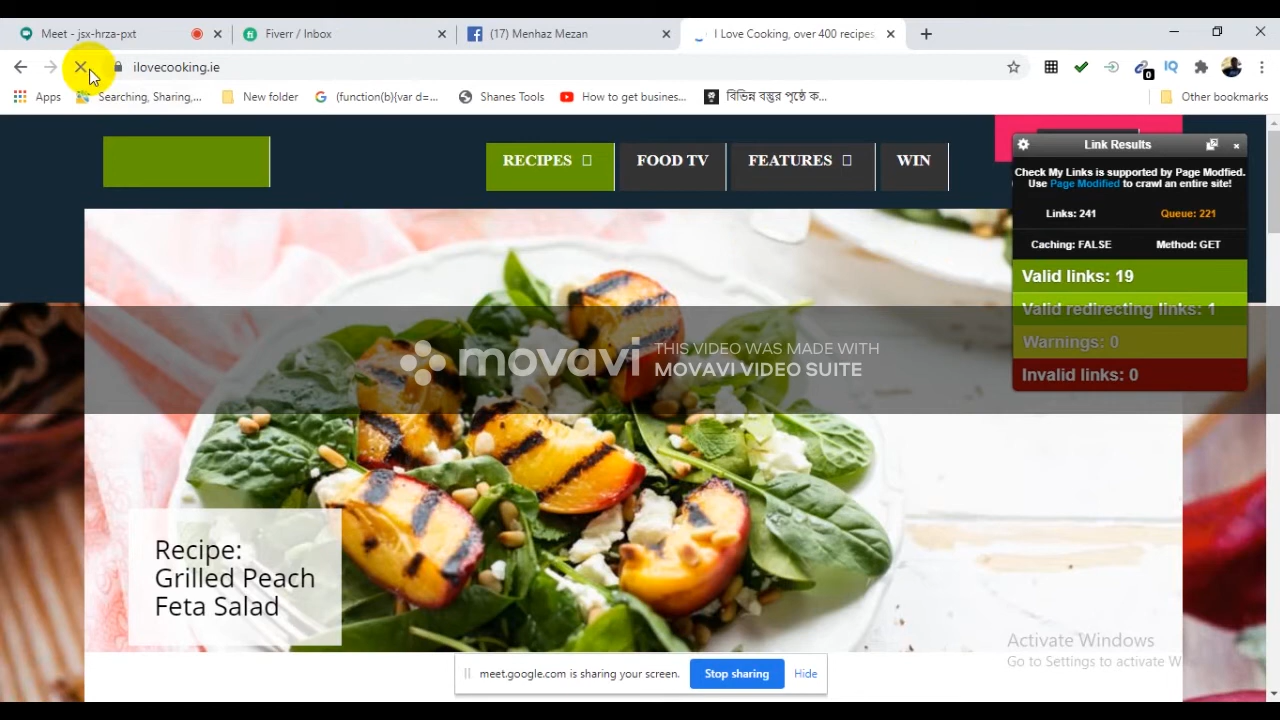 Meet - jsx-hrza-pxt
Fiverr / Inbox
(17) Menhaz Mezan
I Love Cooking, over 400 recipes
ilovecooking.ie
0
IQ
Apps
Searching, Sharing,...
New folder
(function(b){var d=...
Shanes Tools
How to get busines...
বিভিন্ন বস্তুর পৃষ্ঠে ক...
Other bookmarks
RECIPES
FOOD TV
FEATURES
WIN
Link Results
Check My Links is supported by Page Modfied.
Use Page Modified to crawl an entire site!
Links: 241
Queue: 221
Caching: FALSE
Method: GET
Valid links: 19
Valid redirecting links: 1
Warnings: 0
Invalid links: 0
movavi
THIS VIDEO WAS MADE WITH
MOVAVI VIDEO SUITE
Recipe:
Grilled Peach
Feta Salad
Activate Windows
Go to Settings to activate W
meet.google.com is sharing your screen.
Stop sharing
Hide